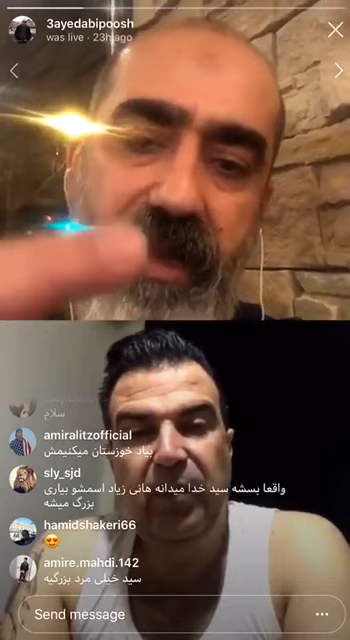 3ayedabipoosh
was live · 23h ago
سلام
amiralitzofficial
بیاد خوزستان میکنیمش
sly_sjd
واقعا بسشه سید خدا میدانه هانی زیاد اسمشو بیاری
بزرگ میشه
hamidshakeri66
😍
amire.mahdi.142
سید خیلی مرد بزرگیه
Send message